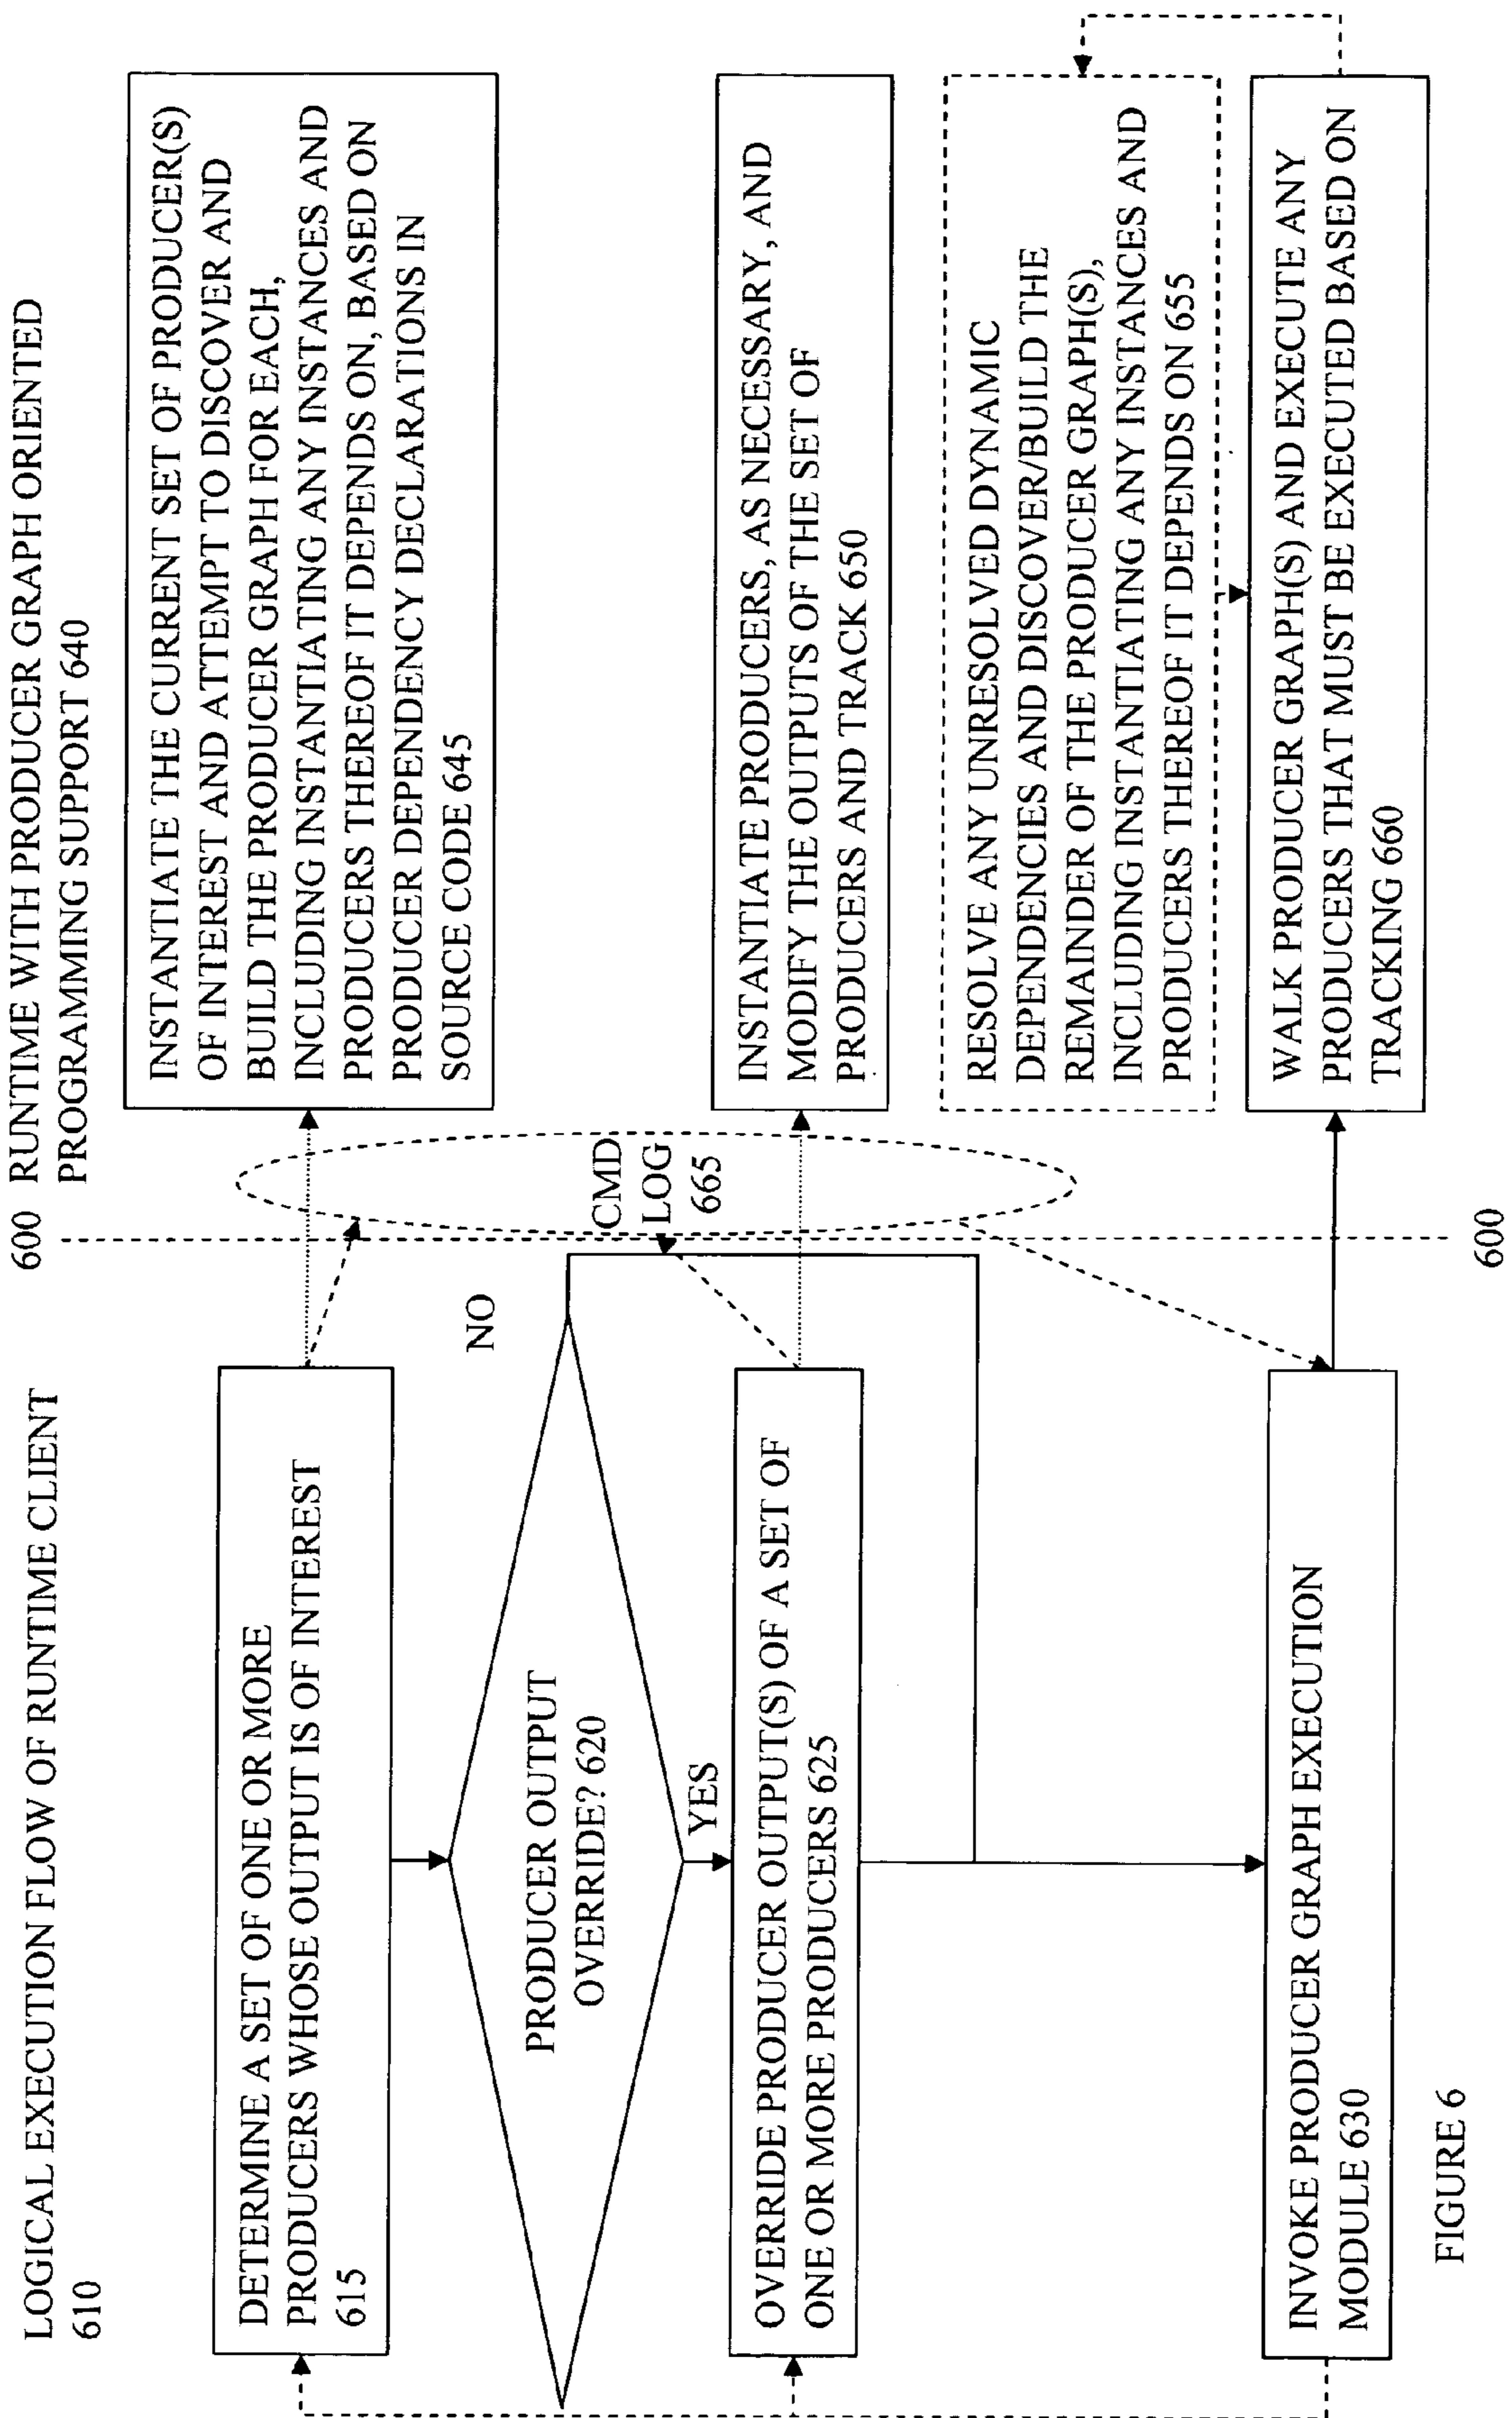 LOGICAL EXECUTION FLOW OF RUNTIME CLIENT
610
DETERMINE A SET OF ONE OR MORE
PRODUCERS WHOSE OUTPUT IS OF INTEREST
615
PRODUCER OUTPUT
OVERRIDE? 620
NO
YES
OVERRIDE PRODUCER OUTPUT(S) OF A SET OF
ONE OR MORE PRODUCERS 625
INVOKE PRODUCER GRAPH EXECUTION
MODULE 630
600
RUNTIME WITH PRODUCER GRAPH ORIENTED
PROGRAMMING SUPPORT 640
INSTANTIATE THE CURRENT SET OF PRODUCER(S)
OF INTEREST AND ATTEMPT TO DISCOVER AND
BUILD THE PRODUCER GRAPH FOR EACH,
INCLUDING INSTANTIATING ANY INSTANCES AND
PRODUCERS THEREOF IT DEPENDS ON, BASED ON
PRODUCER DEPENDENCY DECLARATIONS IN
SOURCE CODE 645
CMD
LOG
665
INSTANTIATE PRODUCERS, AS NECESSARY, AND
MODIFY THE OUTPUTS OF THE SET OF
PRODUCERS AND TRACK 650
RESOLVE ANY UNRESOLVED DYNAMIC
DEPENDENCIES AND DISCOVER/BUILD THE
REMAINDER OF THE PRODUCER GRAPH(S),
INCLUDING INSTANTIATING ANY INSTANCES AND
PRODUCERS THEREOF IT DEPENDS ON 655
WALK PRODUCER GRAPH(S) AND EXECUTE ANY
PRODUCERS THAT MUST BE EXECUTED BASED ON
TRACKING 660
600
FIGURE 6